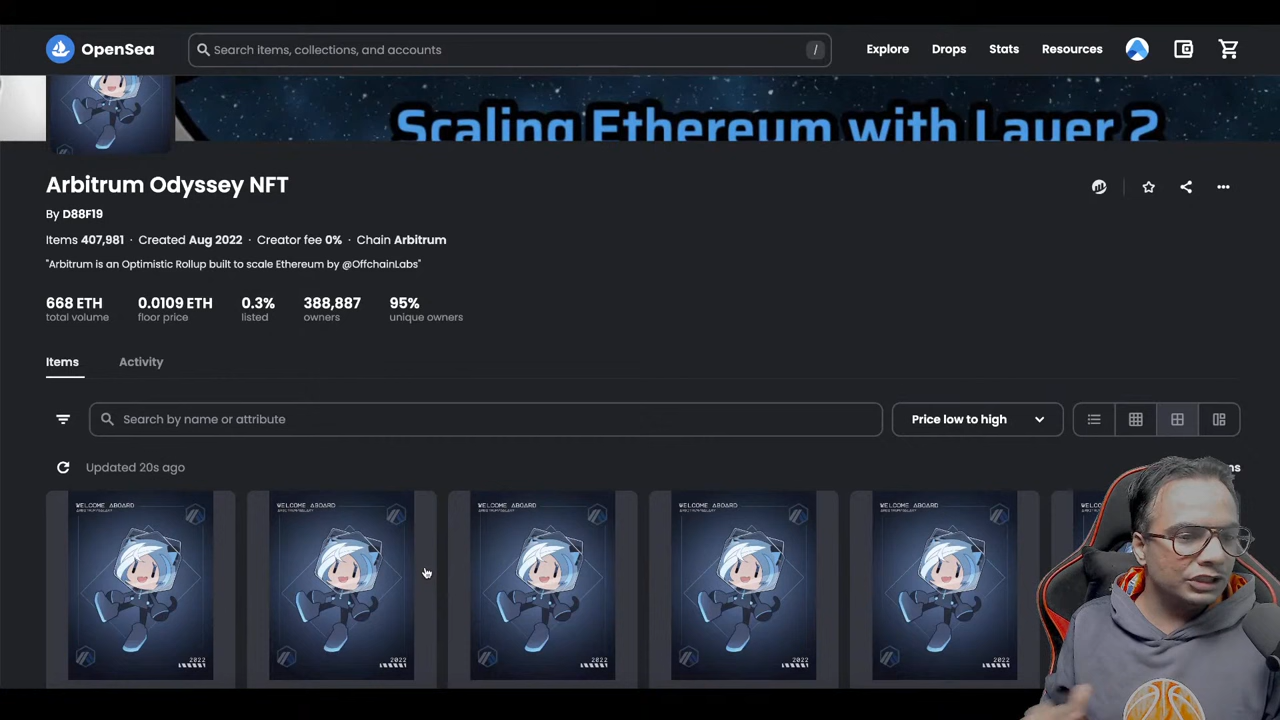 OpenSea
Search items, collections, and accounts
/
Explore
Drops
Stats
Resources
Scaling Ethereum with Layer 2
Arbitrum Odyssey NFT
By D88F19
Items 407,981 · Created Aug 2022 · Creator fee 0% · Chain Arbitrum
"Arbitrum is an Optimistic Rollup built to scale Ethereum by @OffchainLabs"
668 ETH
total volume
0.0109 ETH
floor price
0.3%
listed
388,887
owners
95%
unique owners
Items
Activity
Search by name or attribute
Price low to high
Updated 20s ago
WELCOME ABOARD
2022
WELCOME ABOARD
2022
WELCOME ABOARD
2022
WELCOME ABOARD
2022
WELCOME ABOARD
2022